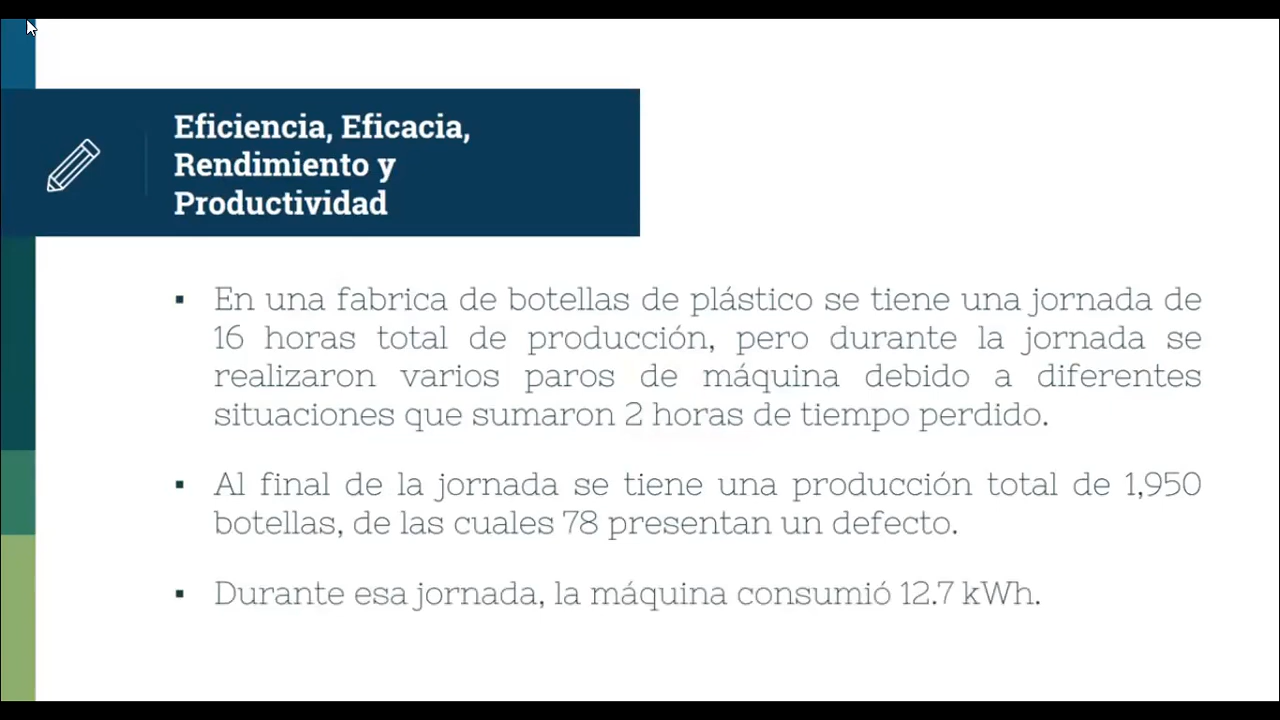 Eficiencia, Eficacia,
Rendimiento y
Productividad
▪ En una fabrica de botellas de plástico se tiene una jornada de
16 horas total de producción, pero durante la jornada se
realizaron varios paros de máquina debido a diferentes
situaciones que sumaron 2 horas de tiempo perdido.
▪ Al final de la jornada se tiene una producción total de 1,950
botellas, de las cuales 78 presentan un defecto.
▪ Durante esa jornada, la máquina consumió 12.7 kWh.